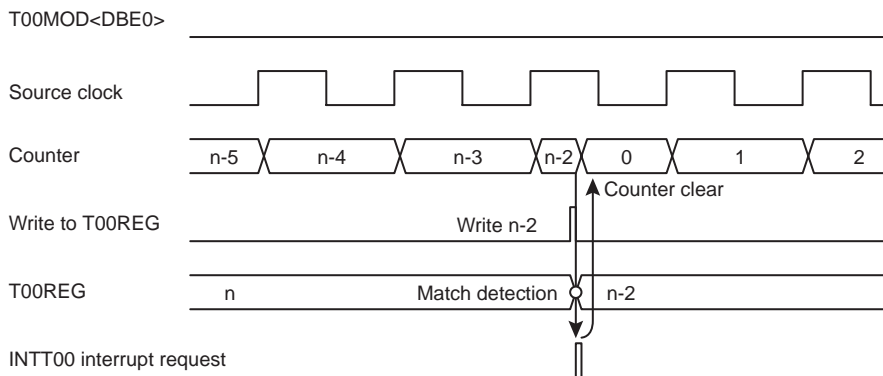 T00MOD<DBE0>
Source clock
Counter n-5 n-4 n-3 n-2 0 1 2
Counter clear
Write to T00REG Write n-2
T00REG n Match detection n-2
INTT00 interrupt request